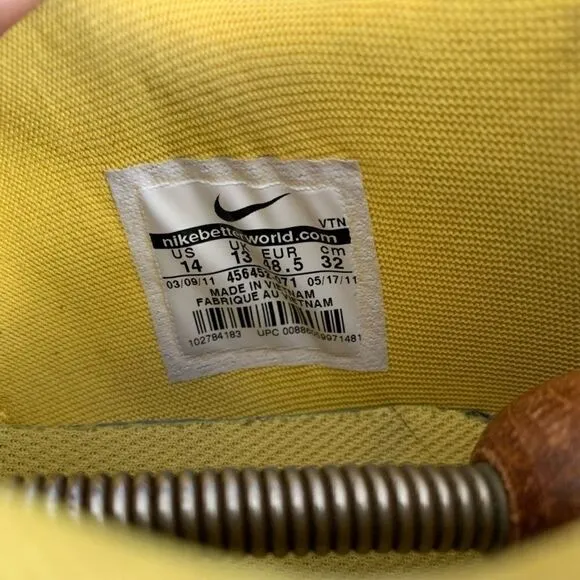 VTN
nikebetterworld.com
US UK EUR cm
14 13 48.5 32
03/09/11 05/17/11
MADE IN VIETNAM
FABRIQUE AU VIETNAM
102784183 UPC